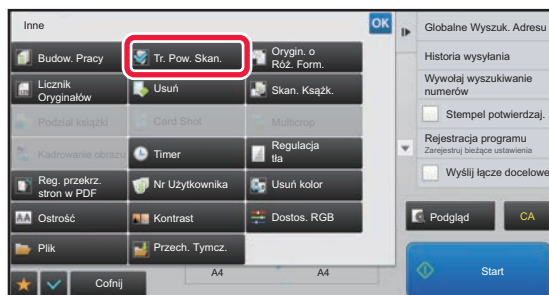 Inne
OK
Budow. Pracy
Tr. Pow. Skan.
Orygin. o
Róż. Form.
Licznik
Oryginałów
Usuń
Skan. Książk.
Podział książki
Card Shot
Multicrop
Kadrowanie obrazu
Timer
Regulacja
tła
Reg. przekrz.
stron w PDF
Nr Użytkownika
Usuń kolor
AA Ostrość
Kontrast
Dostos. RGB
Plik
Przech. Tymcz.
Cofnij
A4
A4
Globalne Wyszuk. Adresu
Historia wysyłania
Wywołaj wyszukiwanie
numerów
Stempel potwierdzaj.
Rejestracja programu
Zarejestruj bieżące ustawienia
Wyślij łącze docelowe
Podgląd
CA
Start